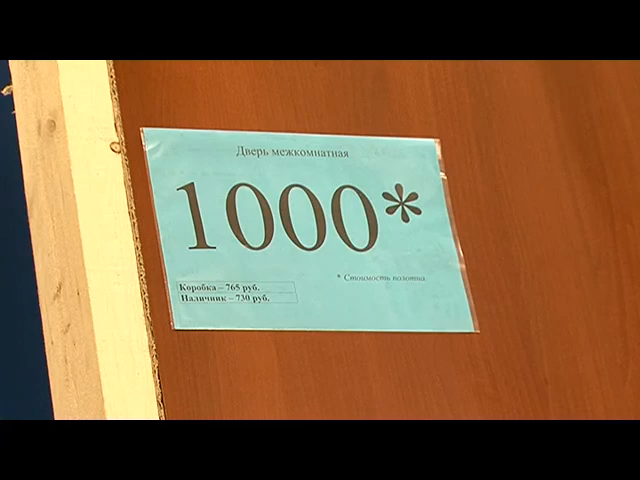 Дверь межкомнатная
1000*
* Стоимость полотна
Коробка – 765 руб.
Наличник – 730 руб.